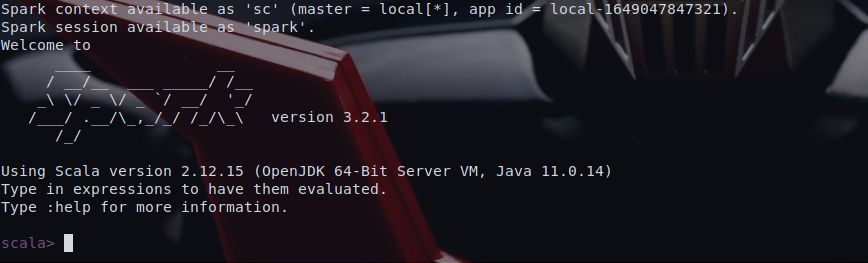 Spark context available as 'sc' (master = local[*], app id = local-1649047847321).
Spark session available as 'spark'.
Welcome to
      ____              __
     / __/__  ___ _____/ /__
    _\ \/ _ \/ _ `/ __/  '_/
   /___/ .__/\_,_/_/ /_/\_\   version 3.2.1
      /_/
Using Scala version 2.12.15 (OpenJDK 64-Bit Server VM, Java 11.0.14)
Type in expressions to have them evaluated.
Type :help for more information.
scala>